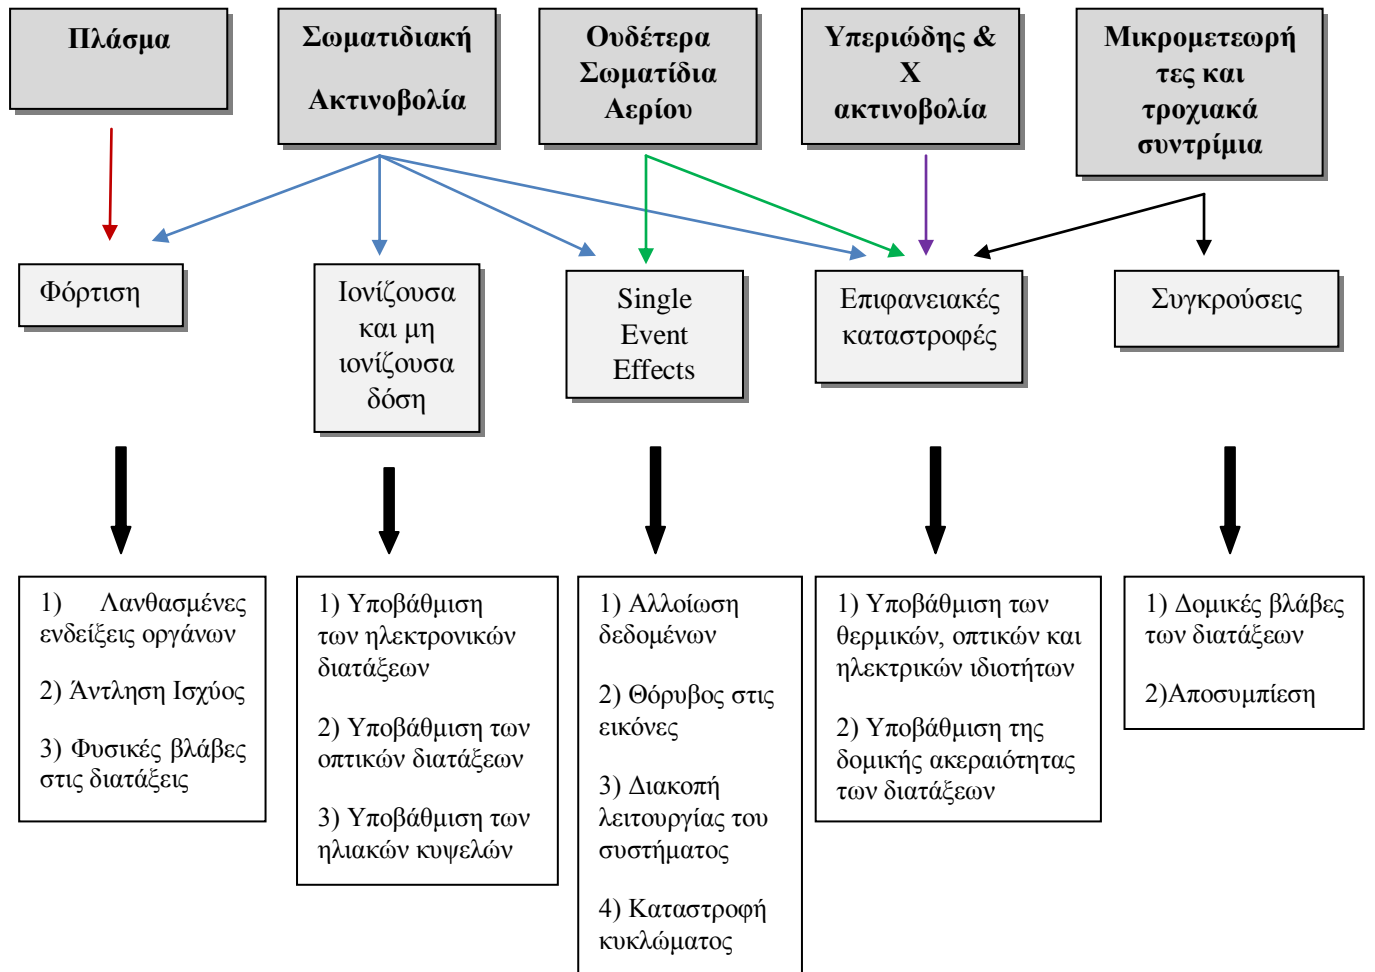 Πλάσμα
Σωματιδιακή
Ακτινοβολία
Ουδέτερα
Σωματίδια
Αερίου
Υπεριώδης &
Χ
ακτινοβολία
Μικρομετεωρή
τες και
τροχιακά
συντρίμια
Φόρτιση
Ιονίζουσα
και μη
ιονίζουσα
δόση
Single
Event
Effects
Επιφανειακές
καταστροφές
Συγκρούσεις
1) Λανθασμένες
ενδείξεις οργάνων
2) Άντληση Ισχύος
3) Φυσικές βλάβες
στις διατάξεις
1) Υποβάθμιση
των ηλεκτρονικών
διατάξεων
2) Υποβάθμιση των
οπτικών διατάξεων
3) Υποβάθμιση των
ηλιακών κυψελών
1) Αλλοίωση
δεδομένων
2) Θόρυβος στις
εικόνες
3) Διακοπή
λειτουργίας του
συστήματος
4) Καταστροφή
κυκλώματος
1) Υποβάθμιση των
θερμικών, οπτικών και
ηλεκτρικών ιδιοτήτων
2) Υποβάθμιση της
δομικής ακεραιότητας
των διατάξεων
1) Δομικές βλάβες
των διατάξεων
2)Αποσυμπίεση